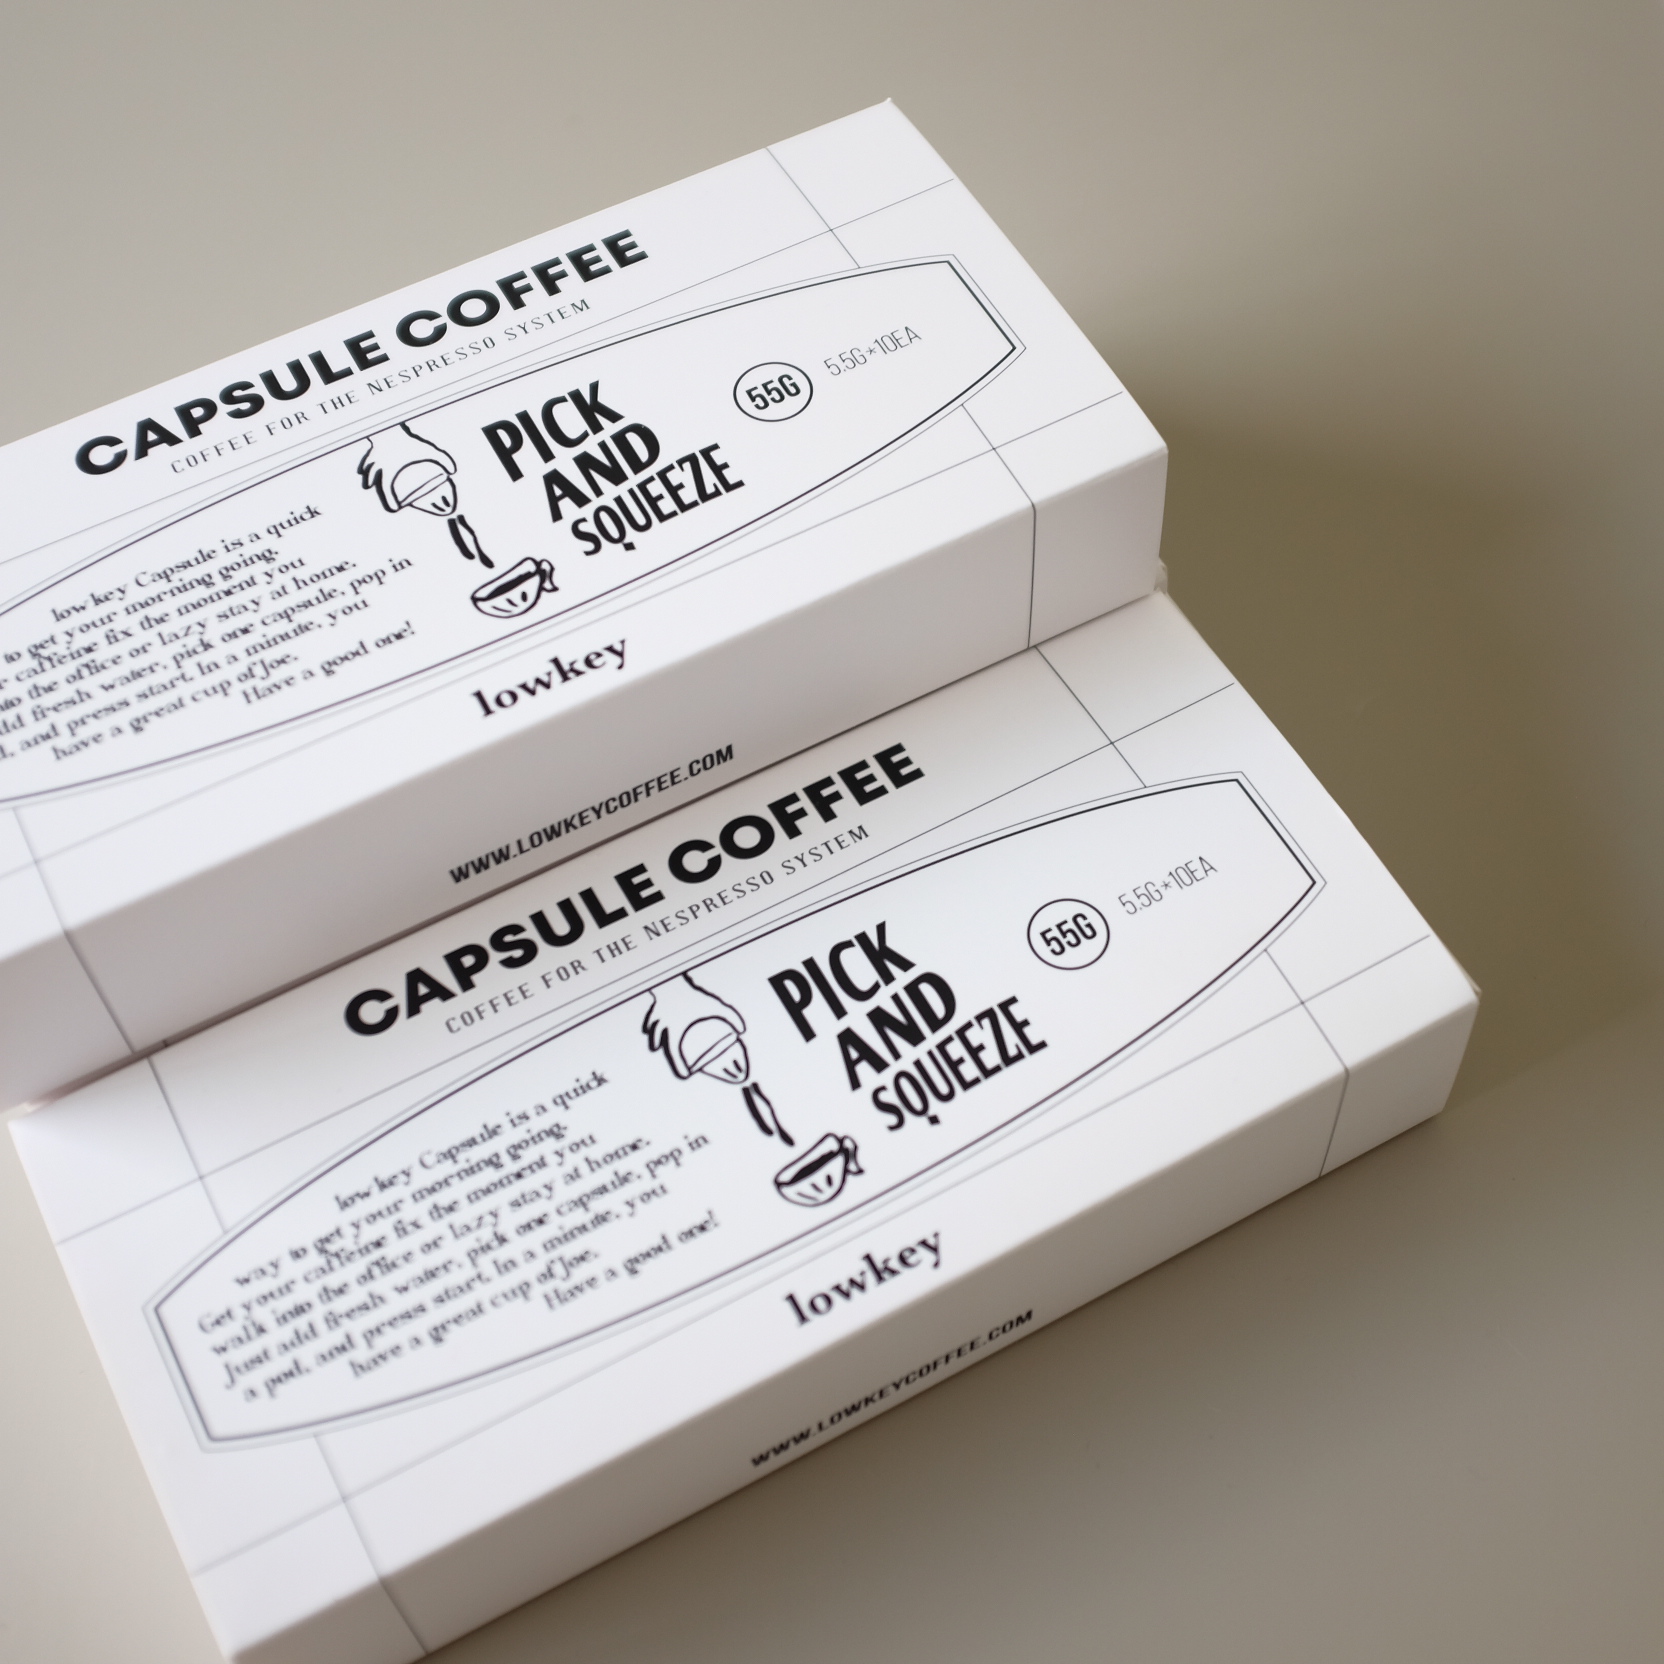 CAPSULE COFFEE
COFFEE FOR THE NESPRESSO SYSTEM
lowkey Capsule is a quick
to get your morning going.
caffeine fix the moment you
the office or lazy stay at home.
fresh water, pick one capsule, pop in
and press start. In a minute, you
have a great cup of Joe.
Have a good one!
PICK
AND
SQUEEZE
55G
5.5G*10EA
lowkey
WWW.LOWKEYCOFFEE.COM
CAPSULE COFFEE
COFFEE FOR THE NESPRESSO SYSTEM
lowkey Capsule is a quick
way to get your morning going.
Get your caffeine fix the moment you
walk into the office or lazy stay at home.
Just add fresh water, pick one capsule, pop in
a pod, and press start. In a minute, you
have a great cup of Joe.
Have a good one!
PICK
AND
SQUEEZE
55G
5.5G*10EA
lowkey
WWW.LOWKEYCOFFEE.COM